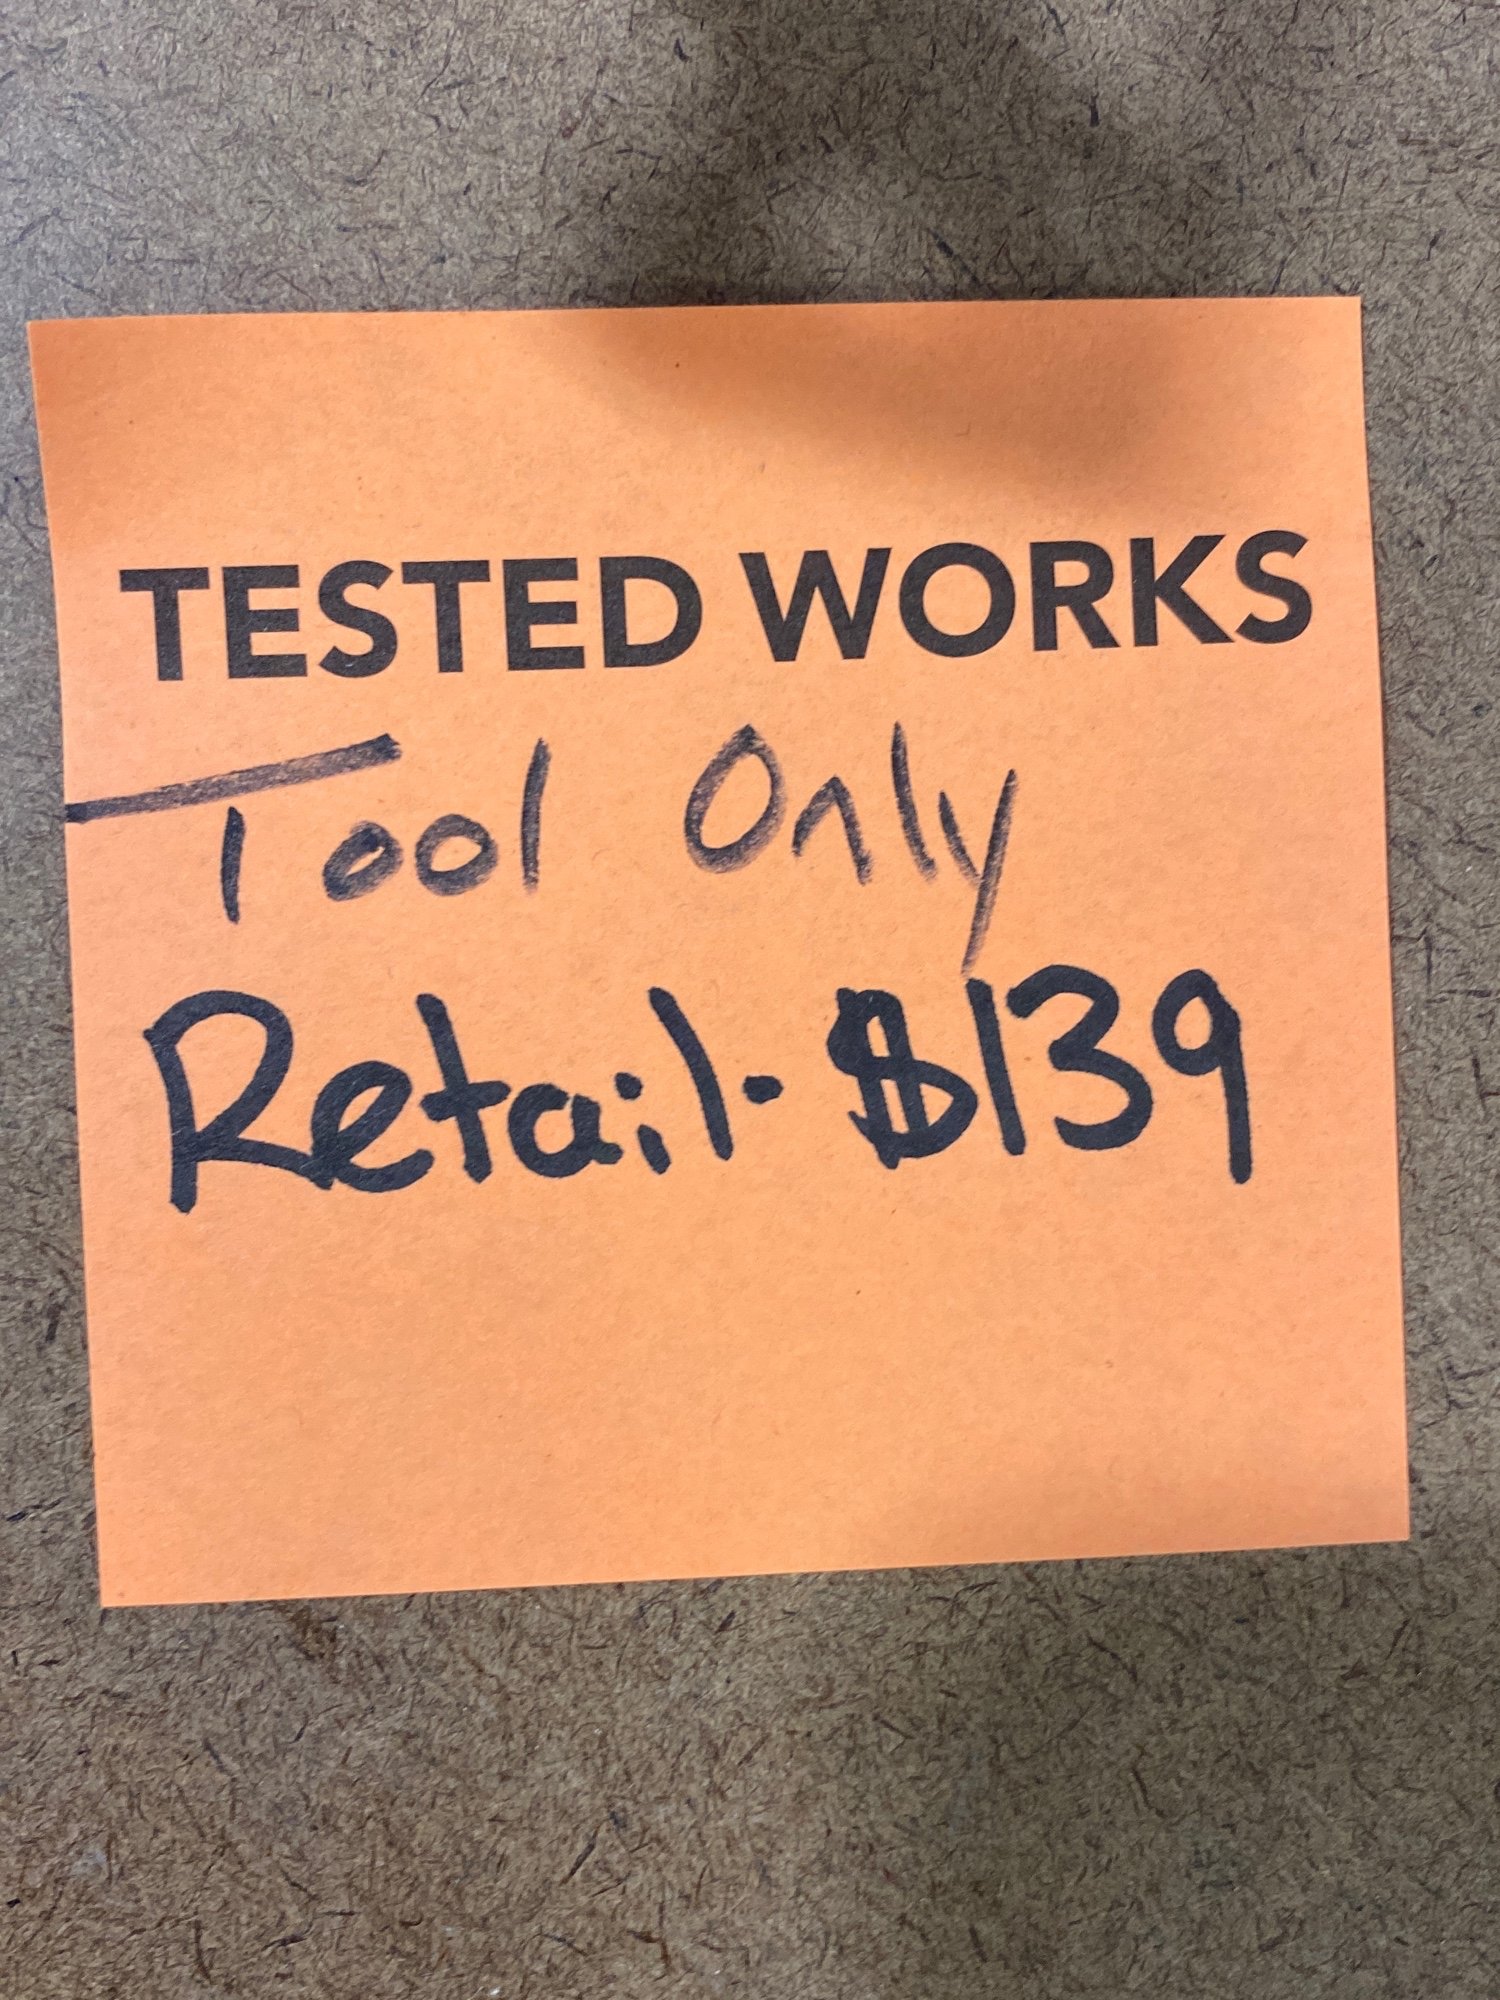 TESTED WORKS
Tool Only
Retail - $139